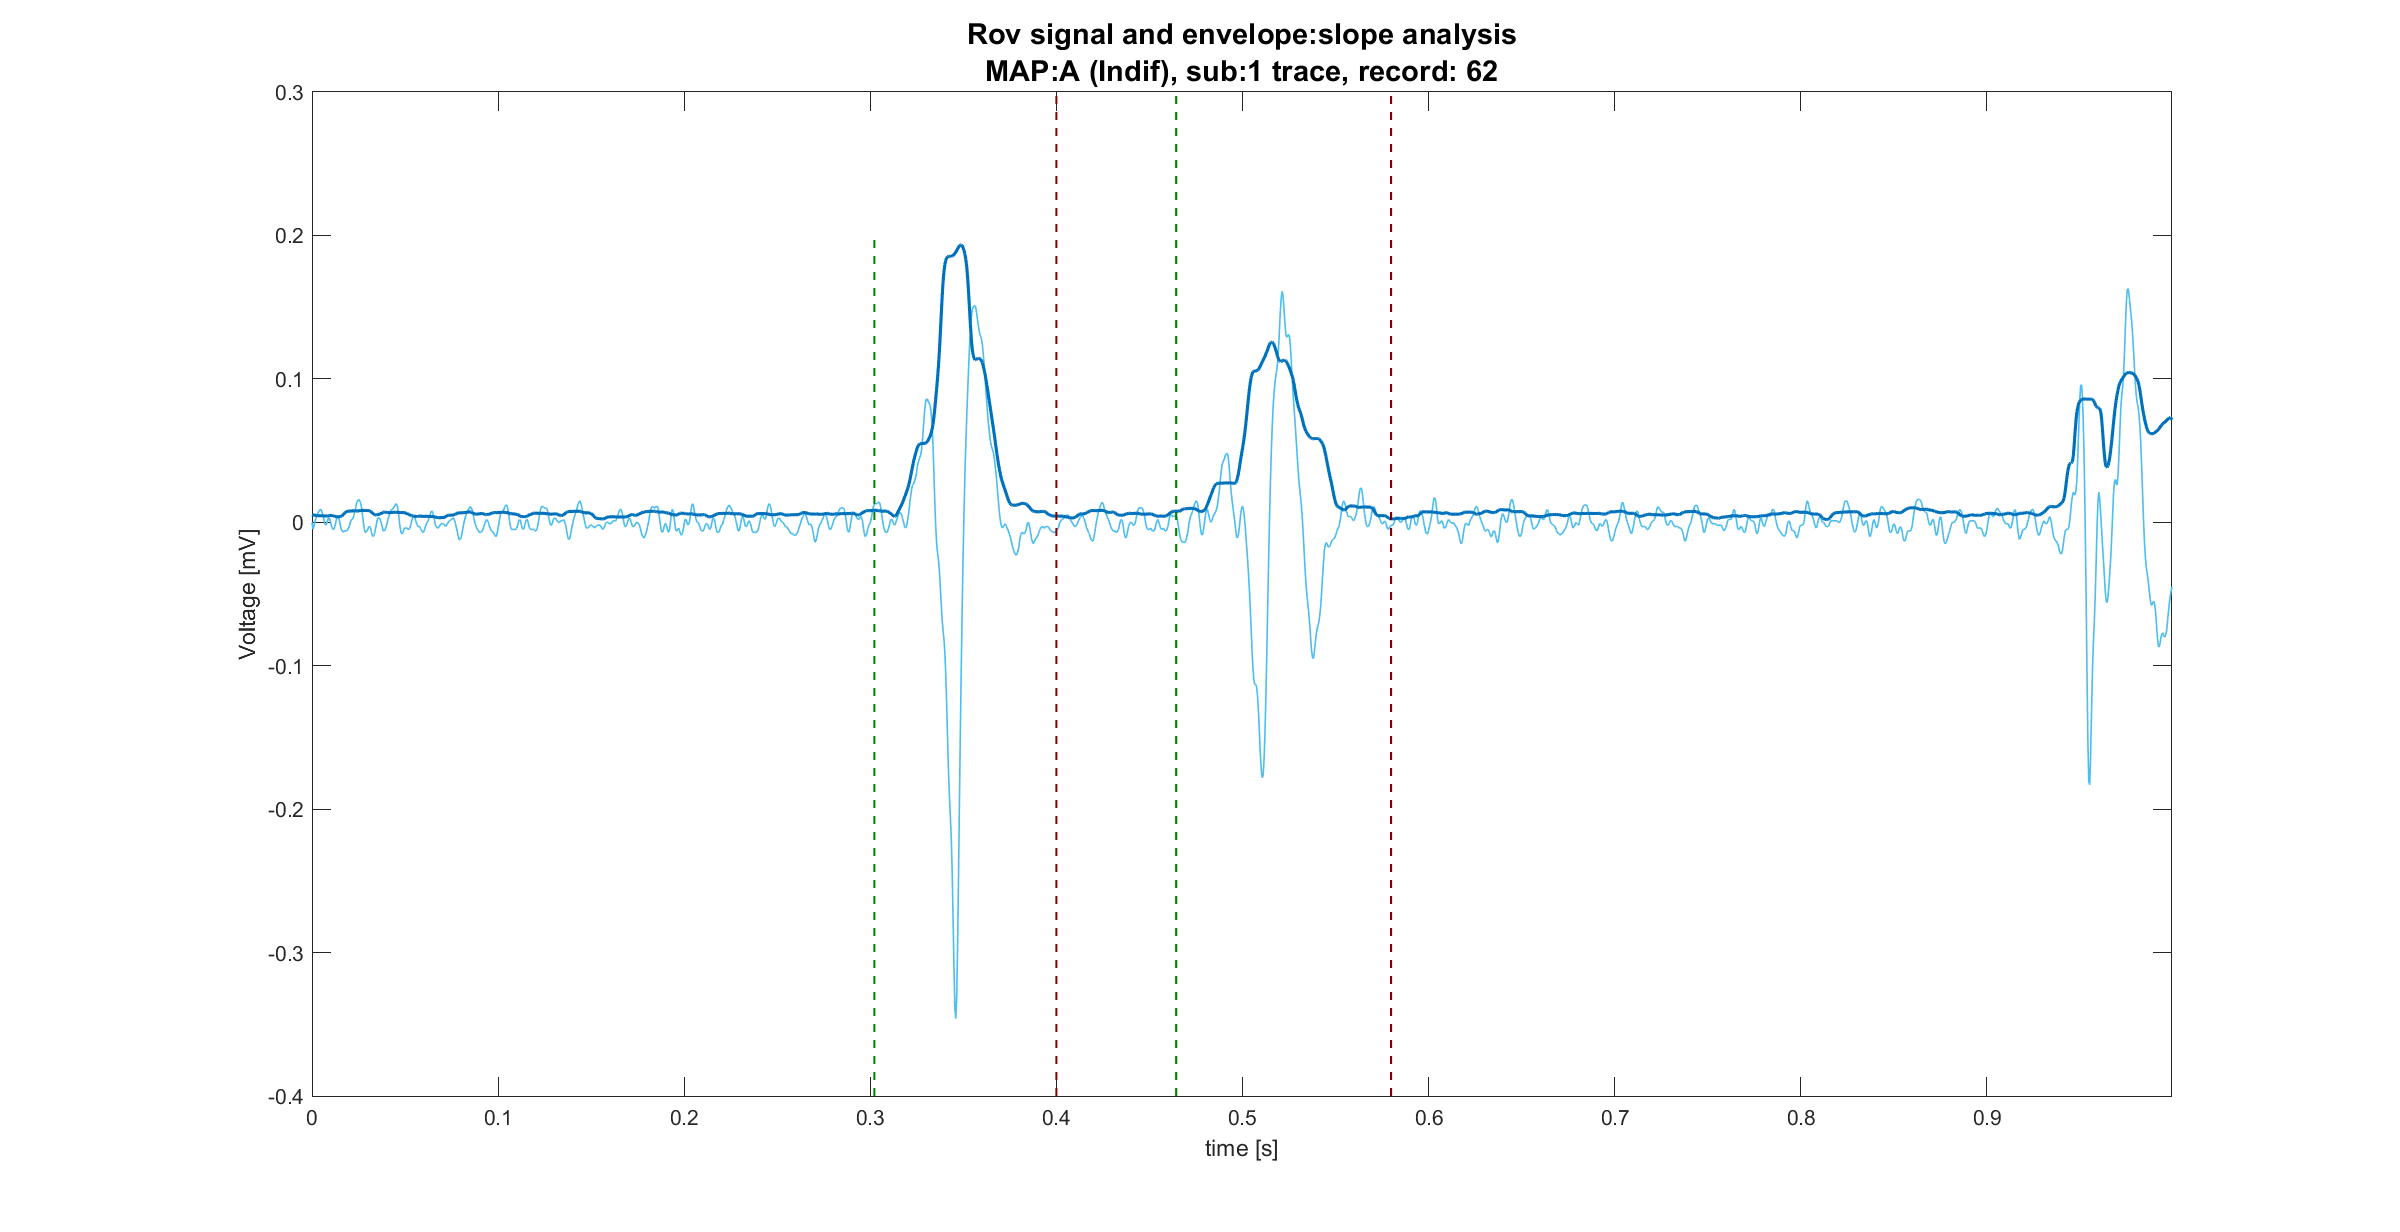 Rov signal and envelope:slope analysis
MAP:A (Indif), sub:1 trace, record: 62
0.3
0.2
0.1
0
-0.1
-0.2
-0.3
-0.4
Voltage [mV]
0 0.1 0.2 0.3 0.4 0.5 0.6 0.7 0.8 0.9
time [s]